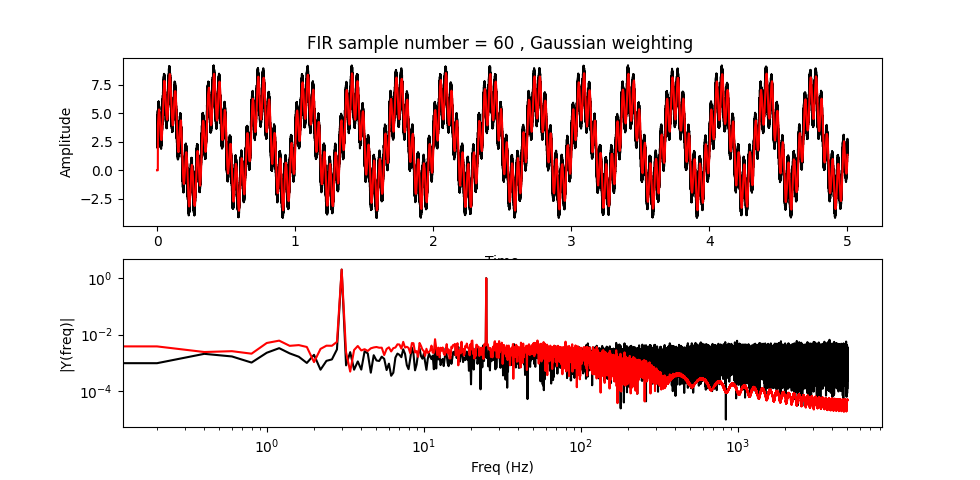 FIR sample number = 60 , Gaussian weighting
7.5
5.0
2.5
0.0
−2.5
Amplitude
0 1 2 3 4 5
Time
10⁰
10⁻²
10⁻⁴
|Y(freq)|
10⁰ 10¹ 10² 10³
Freq (Hz)